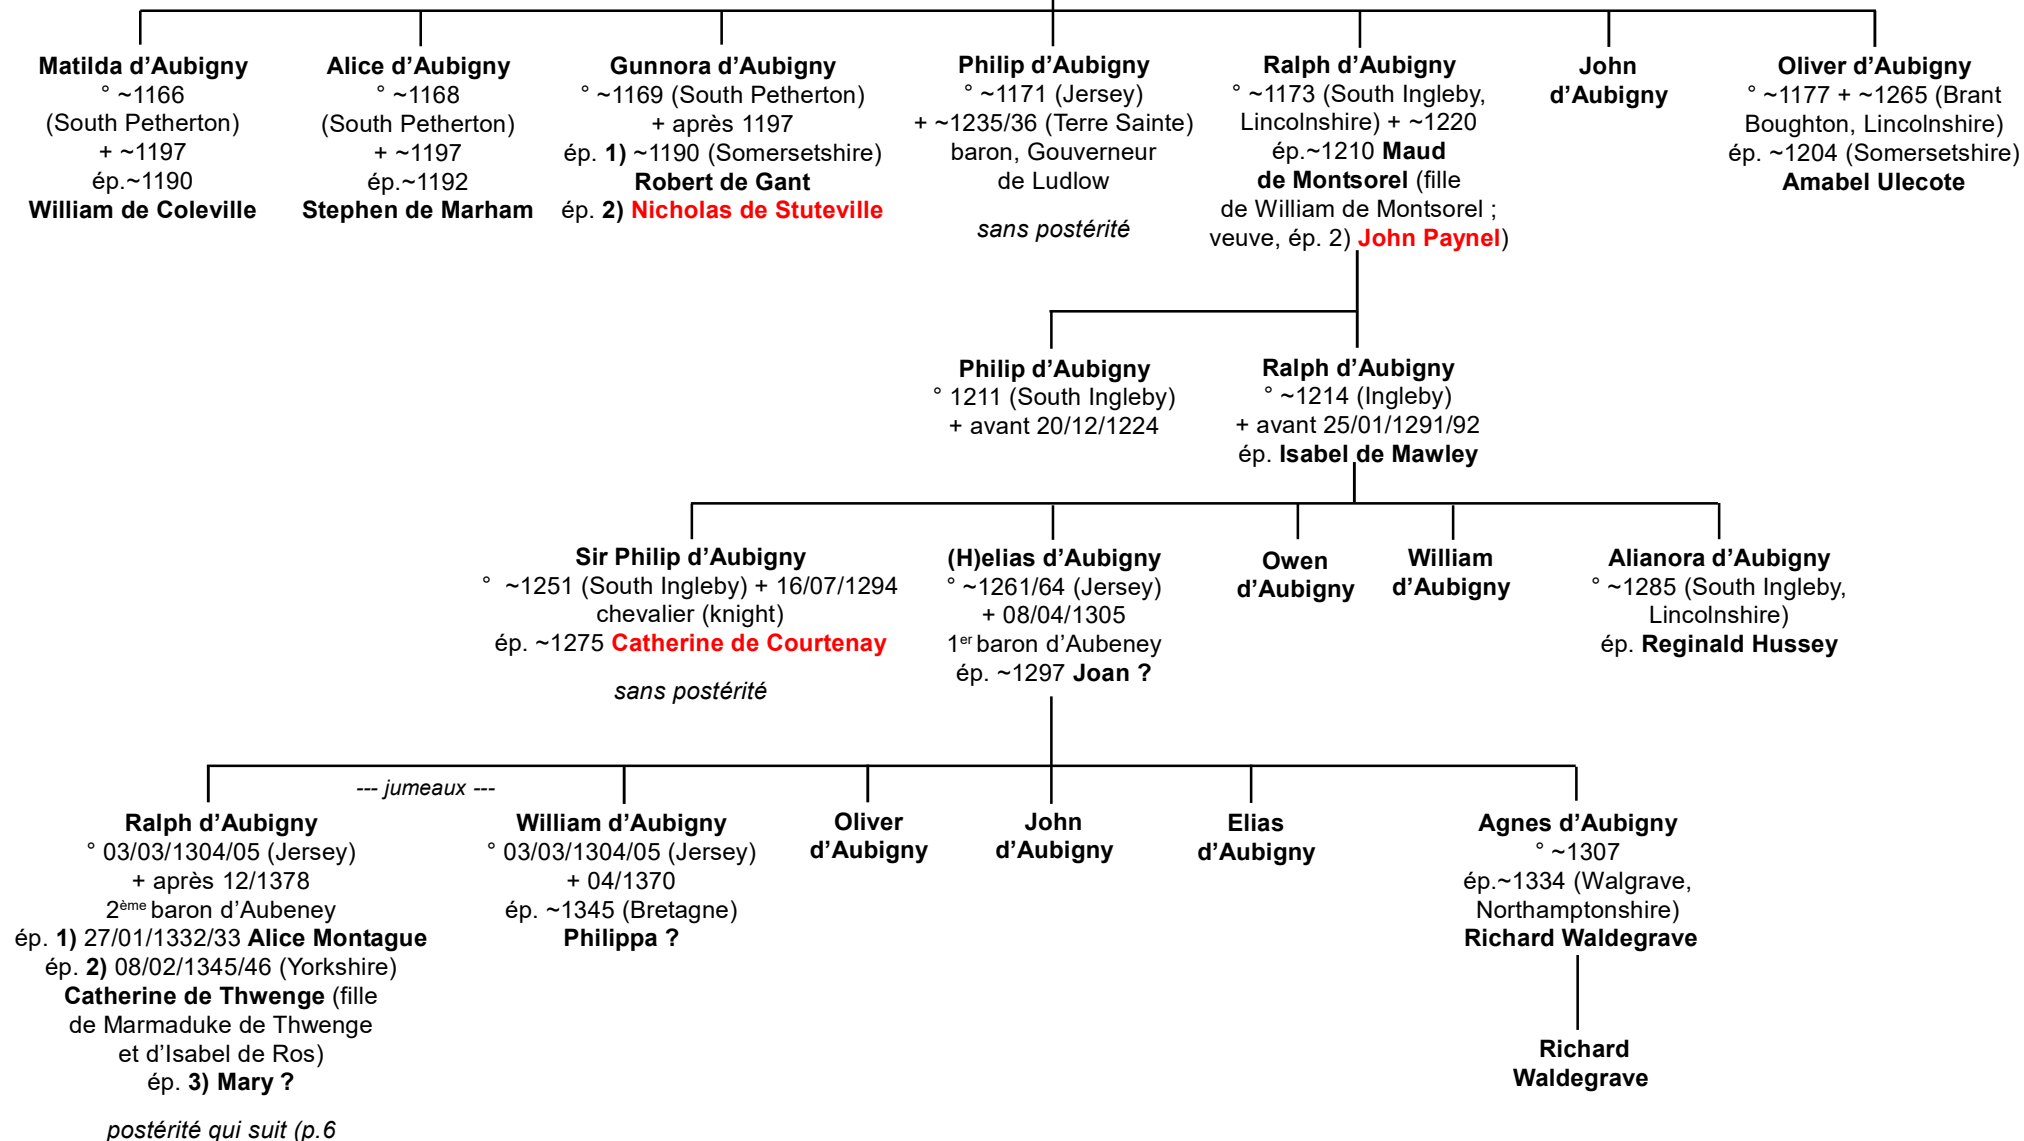 Matilda d’Aubigny
° ~1166
(South Petherton)
+ ~1197
ép.~1190
William de Coleville
Alice d’Aubigny
° ~1168
(South Petherton)
+ ~1197
ép.~1192
Stephen de Marham
Gunnora d’Aubigny
° ~1169 (South Petherton)
+ après 1197
ép. 1) ~1190 (Somersetshire)
Robert de Gant
ép. 2) Nicholas de Stuteville
Philip d’Aubigny
° ~1171 (Jersey)
+ ~1235/36 (Terre Sainte)
baron, Gouverneur
de Ludlow
sans postérité
Ralph d’Aubigny
° ~1173 (South Ingleby,
Lincolnshire) + ~1220
ép.~1210 Maud
de Montsorel (fille
de William de Montsorel ;
veuve, ép. 2) John Paynel)
John
d’Aubigny
Oliver d’Aubigny
° ~1177 + ~1265 (Brant
Boughton, Lincolnshire)
ép. ~1204 (Somersetshire)
Amabel Ulecote
Philip d’Aubigny
° 1211 (South Ingleby)
+ avant 20/12/1224
Ralph d’Aubigny
° ~1214 (Ingleby)
+ avant 25/01/1291/92
ép. Isabel de Mawley
Sir Philip d’Aubigny
° ~1251 (South Ingleby) + 16/07/1294
chevalier (knight)
ép. ~1275 Catherine de Courtenay
sans postérité
(H)elias d’Aubigny
° ~1261/64 (Jersey)
+ 08/04/1305
1er baron d’Aubeney
ép. ~1297 Joan ?
Owen
d’Aubigny
William
d’Aubigny
Alianora d’Aubigny
° ~1285 (South Ingleby,
Lincolnshire)
ép. Reginald Hussey
--- jumeaux ---
Ralph d’Aubigny
° 03/03/1304/05 (Jersey)
+ après 12/1378
2ème baron d’Aubeney
ép. 1) 27/01/1332/33 Alice Montague
ép. 2) 08/02/1345/46 (Yorkshire)
Catherine de Thwenge (fille
de Marmaduke de Thwenge
et d’Isabel de Ros)
ép. 3) Mary ?
postérité qui suit (p.6
William d’Aubigny
° 03/03/1304/05 (Jersey)
+ 04/1370
ép. ~1345 (Bretagne)
Philippa ?
Oliver
d’Aubigny
John
d’Aubigny
Elias
d’Aubigny
Agnes d’Aubigny
° ~1307
ép.~1334 (Walgrave,
Northamptonshire)
Richard Waldegrave
Richard
Waldegrave